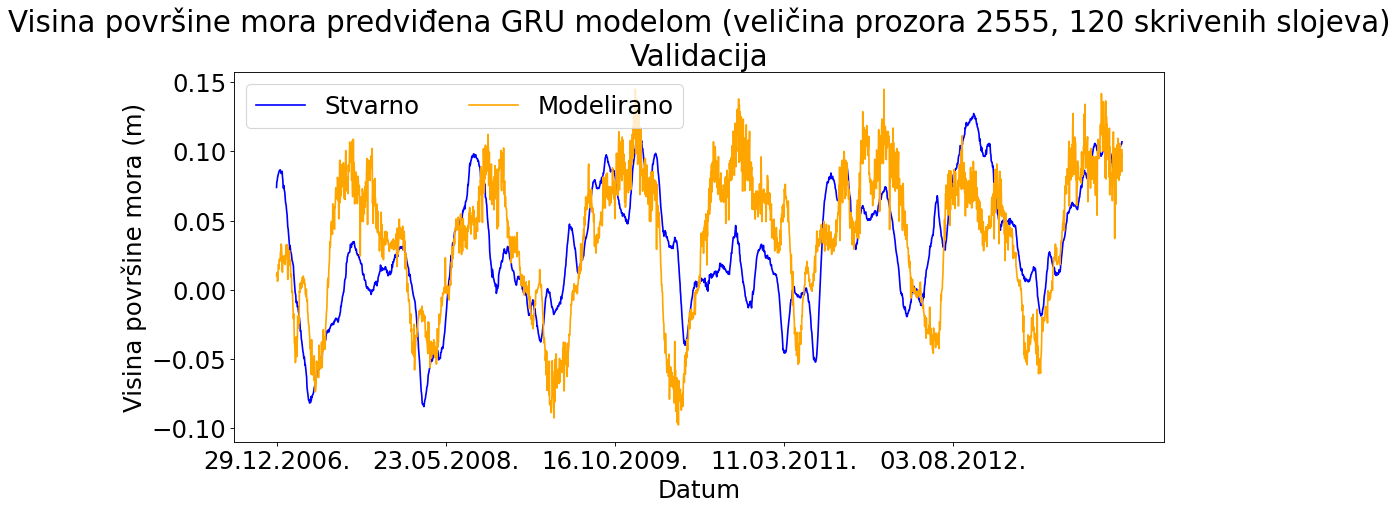 Visina površine mora predviđena GRU modelom (veličina prozora 2555, 120 skrivenih slojeva)
Validacija
Stvarno
Modelirano
Visina površine mora (m)
0.15
0.10
0.05
0.00
−0.05
−0.10
29.12.2006. 23.05.2008. 16.10.2009. 11.03.2011. 03.08.2012.
Datum